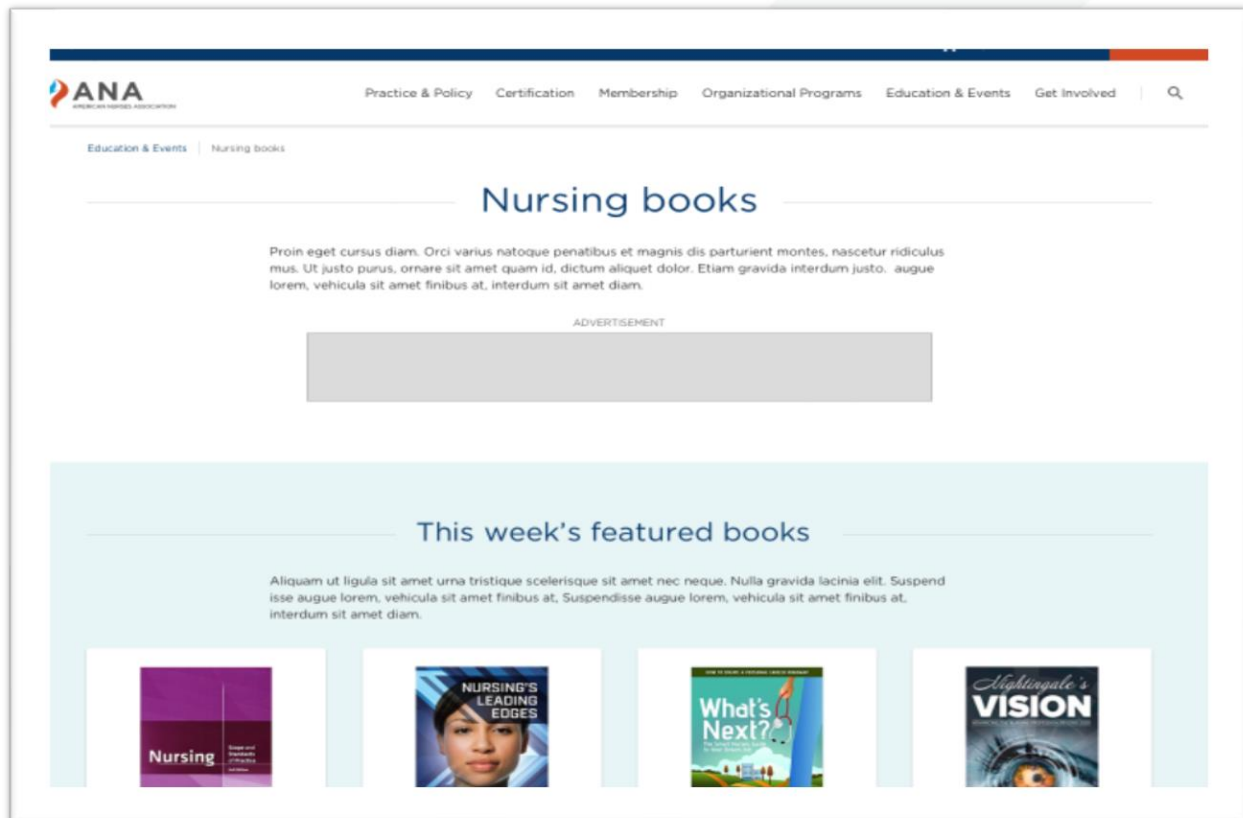 ANA
AMERICAN NURSES ASSOCIATION
Practice & Policy Certification Membership Organizational Programs Education & Events Get Involved
Education & Events Nursing books
Nursing books
Proin eget cursus diam. Orci varius natoque penatibus et magnis dis parturient montes, nascetur ridiculus
mus. Ut justo purus, ornare sit amet quam id, dictum aliquet dolor. Etiam gravida interdum justo. augue
lorem, vehicula sit amet finibus at, interdum sit amet diam.
ADVERTISEMENT
This week's featured books
Aliquam ut ligula sit amet urna tristique scelerisque sit amet nec neque. Nulla gravida lacinia elit. Suspend
isse augue lorem, vehicula sit amet finibus at, Suspendisse augue lorem, vehicula sit amet finibus at,
interdum sit amet diam.
Nursing
Scope and
Standards
of Practice
NURSING'S
LEADING
EDGES
What's
Next?
Nightingale's
VISION